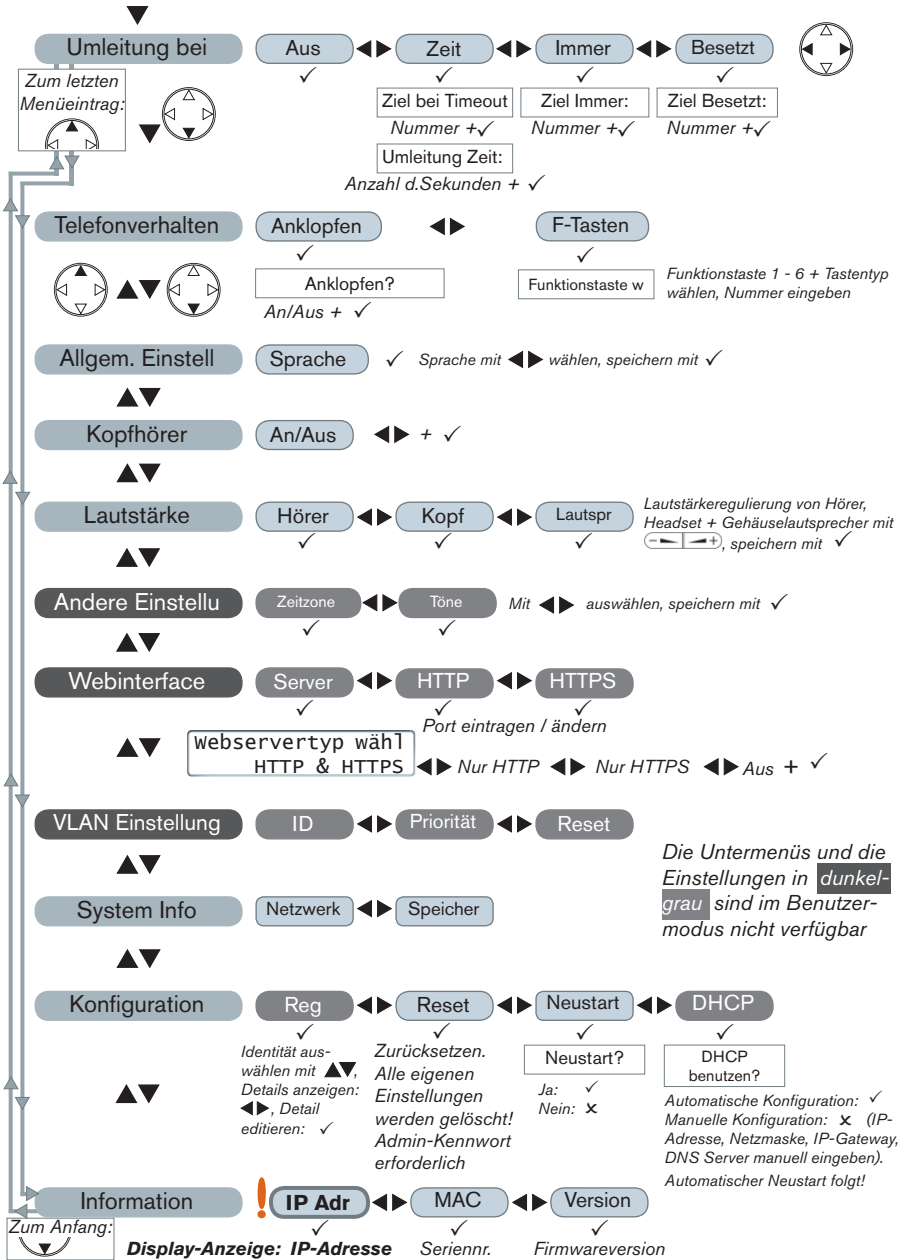 Umleitung bei Aus Zeit Immer Besetzt
Zum letzten
Menüeintrag:
Ziel bei Timeout Ziel Immer: Ziel Besetzt:
Nummer +✓ Nummer +✓ Nummer +✓
Umleitung Zeit:
Anzahl d.Sekunden + ✓
Telefonverhalten Anklopfen F-Tasten
Anklopfen? Funktionstaste w
An/Aus + ✓
Funktionstaste 1 - 6 + Tastentyp
wählen, Nummer eingeben
Allgem. Einstell Sprache ✓ Sprache mit ◀▶ wählen, speichern mit ✓
Kopfhörer An/Aus ◀▶ + ✓
Lautstärke Hörer Kopf Lautspr
Lautstärkeregulierung von Hörer,
Headset + Gehäuselautsprecher mit
- +, speichern mit ✓
Andere Einstellu Zeitzone Töne Mit ◀▶ auswählen, speichern mit ✓
Webinterface Server HTTP HTTPS
Port eintragen / ändern
Webservertyp wähl
HTTP & HTTPS ◀▶ Nur HTTP ◀▶ Nur HTTPS ◀▶ Aus + ✓
VLAN Einstellung ID Priorität Reset
Die Untermenüs und die
Einstellungen in dunkel-
grau sind im Benutzer-
modus nicht verfügbar
System Info Netzwerk Speicher
Konfiguration Reg Reset Neustart DHCP
Identität aus-
wählen mit ▲▼,
Details anzeigen:
◀▶, Detail
editieren: ✓
Zurücksetzen.
Alle eigenen
Einstellungen
werden gelöscht!
Admin-Kennwort
erforderlich
Neustart?
Ja: ✓
Nein: ✗
DHCP
benutzen?
Automatische Konfiguration: ✓
Manuelle Konfiguration: ✗ (IP-
Adresse, Netzmaske, IP-Gateway,
DNS Server manuell eingeben).
Automatischer Neustart folgt!
Information ! IP Adr MAC Version
Zum Anfang:
Display-Anzeige: IP-Adresse Seriennr. Firmwareversion